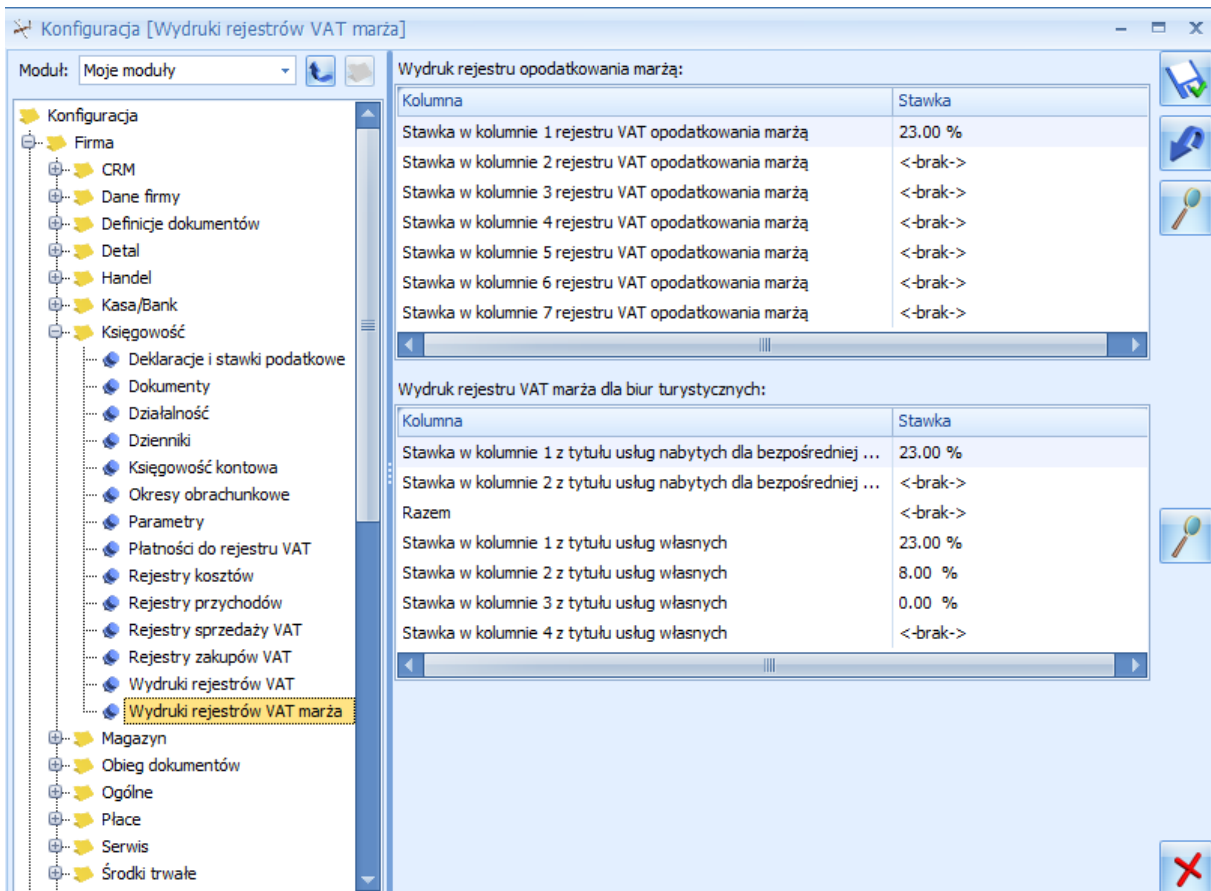 Konfiguracja [Wydruki rejestrów VAT marża]
Moduł: Moje moduły
Konfiguracja
Firma
CRM
Dane firmy
Definicje dokumentów
Detal
Handel
Kasa/Bank
Księgowość
Deklaracje i stawki podatkowe
Dokumenty
Działalność
Dzienniki
Księgowość kontowa
Okresy obrachunkowe
Parametry
Płatności do rejestru VAT
Rejestry kosztów
Rejestry przychodów
Rejestry sprzedaży VAT
Rejestry zakupów VAT
Wydruki rejestrów VAT
Wydruki rejestrów VAT marża
Magazyn
Obieg dokumentów
Ogólne
Płace
Serwis
Środki trwałe
Wydruk rejestru opodatkowania marżą:
Kolumna Stawka
Stawka w kolumnie 1 rejestru VAT opodatkowania marżą 23.00 %
Stawka w kolumnie 2 rejestru VAT opodatkowania marżą <-brak->
Stawka w kolumnie 3 rejestru VAT opodatkowania marżą <-brak->
Stawka w kolumnie 4 rejestru VAT opodatkowania marżą <-brak->
Stawka w kolumnie 5 rejestru VAT opodatkowania marżą <-brak->
Stawka w kolumnie 6 rejestru VAT opodatkowania marżą <-brak->
Stawka w kolumnie 7 rejestru VAT opodatkowania marżą <-brak->
Wydruk rejestru VAT marża dla biur turystycznych:
Kolumna Stawka
Stawka w kolumnie 1 z tytułu usług nabytych dla bezpośredniej ... 23.00 %
Stawka w kolumnie 2 z tytułu usług nabytych dla bezpośredniej ... <-brak->
Razem <-brak->
Stawka w kolumnie 1 z tytułu usług własnych 23.00 %
Stawka w kolumnie 2 z tytułu usług własnych 8.00 %
Stawka w kolumnie 3 z tytułu usług własnych 0.00 %
Stawka w kolumnie 4 z tytułu usług własnych <-brak->